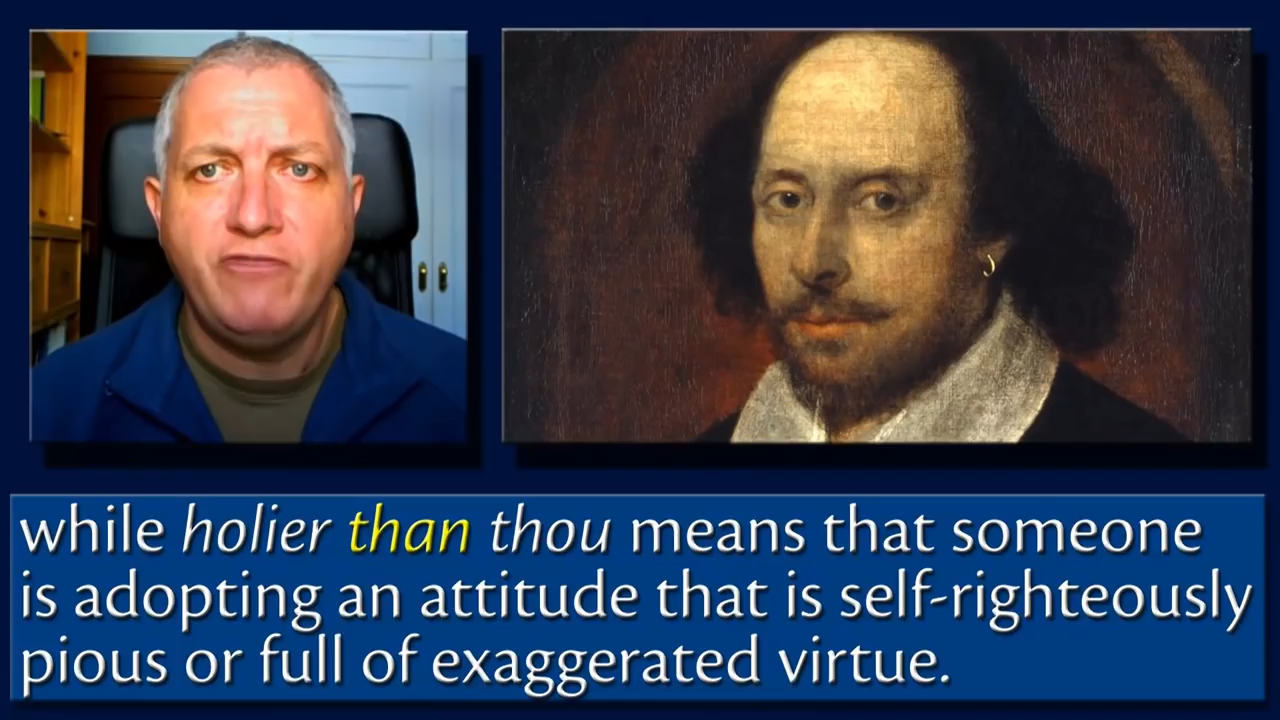 while holier than thou means that someone
is adopting an attitude that is self-righteously
pious or full of exaggerated virtue.